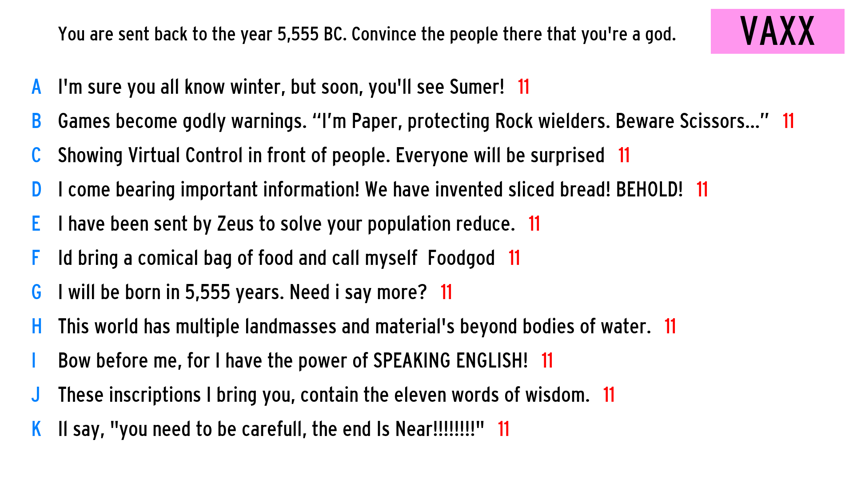 You are sent back to the year 5,555 BC. Convince the people there that you're a god.
VAXX
A I'm sure you all know winter, but soon, you'll see Sumer! 11
B Games become godly warnings. “I’m Paper, protecting Rock wielders. Beware Scissors...” 11
C Showing Virtual Control in front of people. Everyone will be surprised 11
D I come bearing important information! We have invented sliced bread! BEHOLD! 11
E I have been sent by Zeus to solve your population reduce. 11
F Id bring a comical bag of food and call myself  Foodgod 11
G I will be born in 5,555 years. Need i say more? 11
H This world has multiple landmasses and material's beyond bodies of water. 11
I Bow before me, for I have the power of SPEAKING ENGLISH! 11
J These inscriptions I bring you, contain the eleven words of wisdom. 11
K Il say, "you need to be carefull, the end Is Near!!!!!!!!" 11